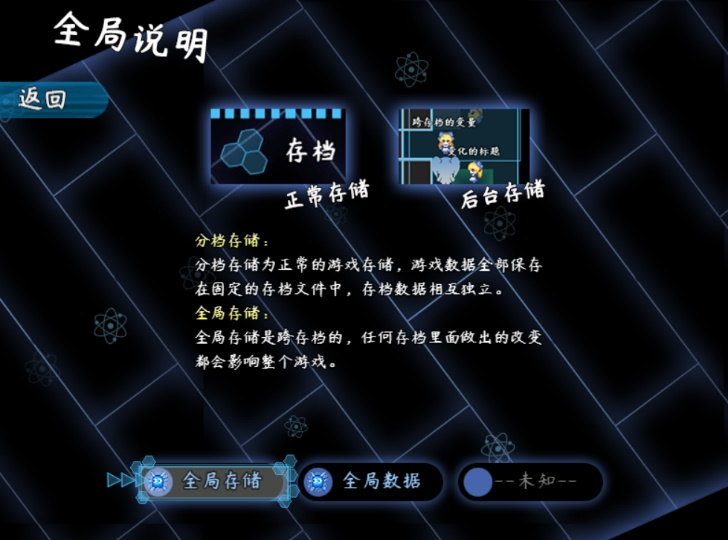 全局说明
返回
存档
正常存储
跨存档的变量
变化的标题
后台存储
分档存储：
分档存储为正常的游戏存储，游戏数据全部保存
在固定的存档文件中，存档数据相互独立。
全局存储：
全局存储是跨存档的，任何存档里面做出的改变
都会影响整个游戏。
全局存储
全局数据
--未知--